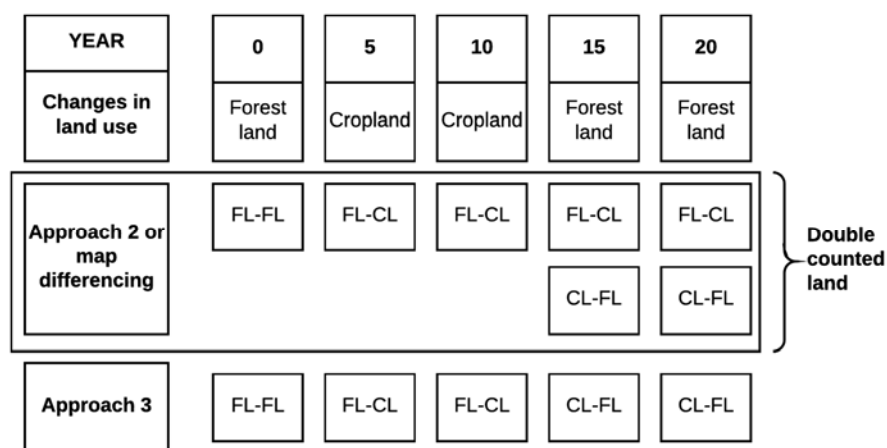 YEAR
0
5
10
15
20
Changes in
land use
Forest
land
Cropland
Cropland
Forest
land
Forest
land
Approach 2 or
map
differencing
FL-FL
FL-CL
FL-CL
FL-CL
FL-CL
CL-FL
CL-FL
Double
counted
land
Approach 3
FL-FL
FL-CL
FL-CL
CL-FL
CL-FL